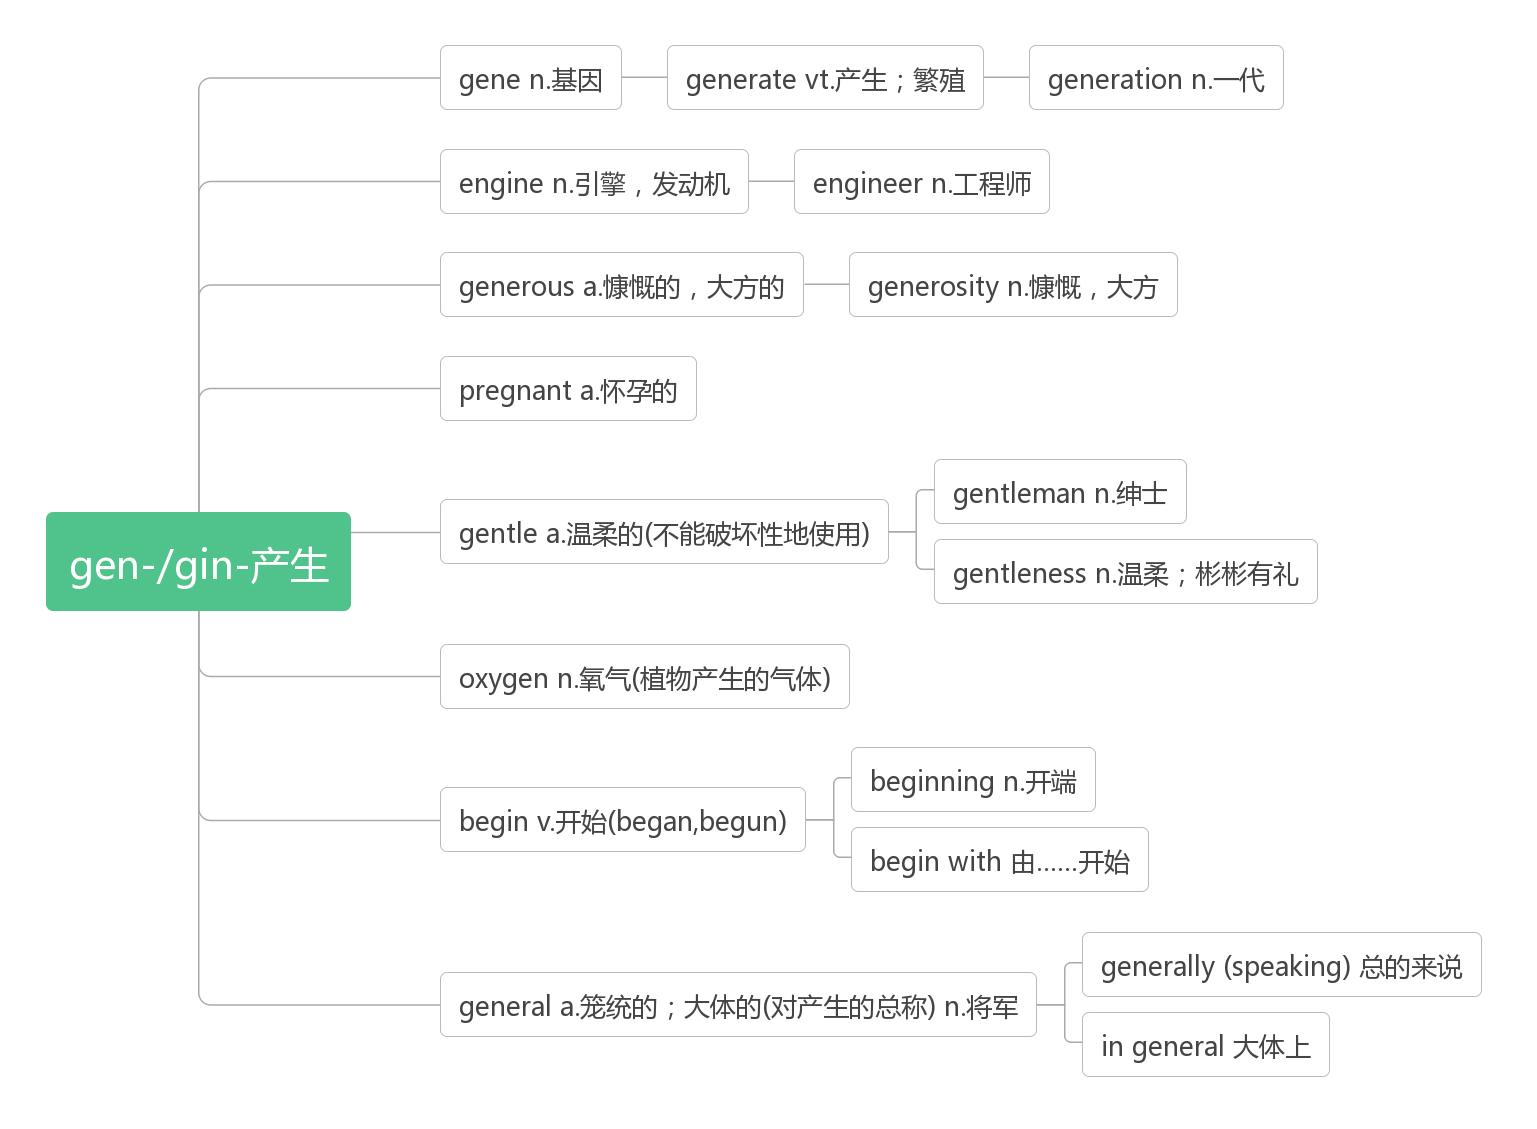 gene n.基因
generate vt.产生；繁殖
generation n.一代
engine n.引擎，发动机
engineer n.工程师
generous a.慷慨的，大方的
generosity n.慷慨，大方
pregnant a.怀孕的
gen-/gin-产生
gentle a.温柔的(不能破坏性地使用)
gentleman n.绅士
gentleness n.温柔；彬彬有礼
oxygen n.氧气(植物产生的气体)
begin v.开始(began,begun)
beginning n.开端
begin with 由……开始
general a.笼统的；大体的(对产生的总称) n.将军
generally (speaking) 总的来说
in general 大体上